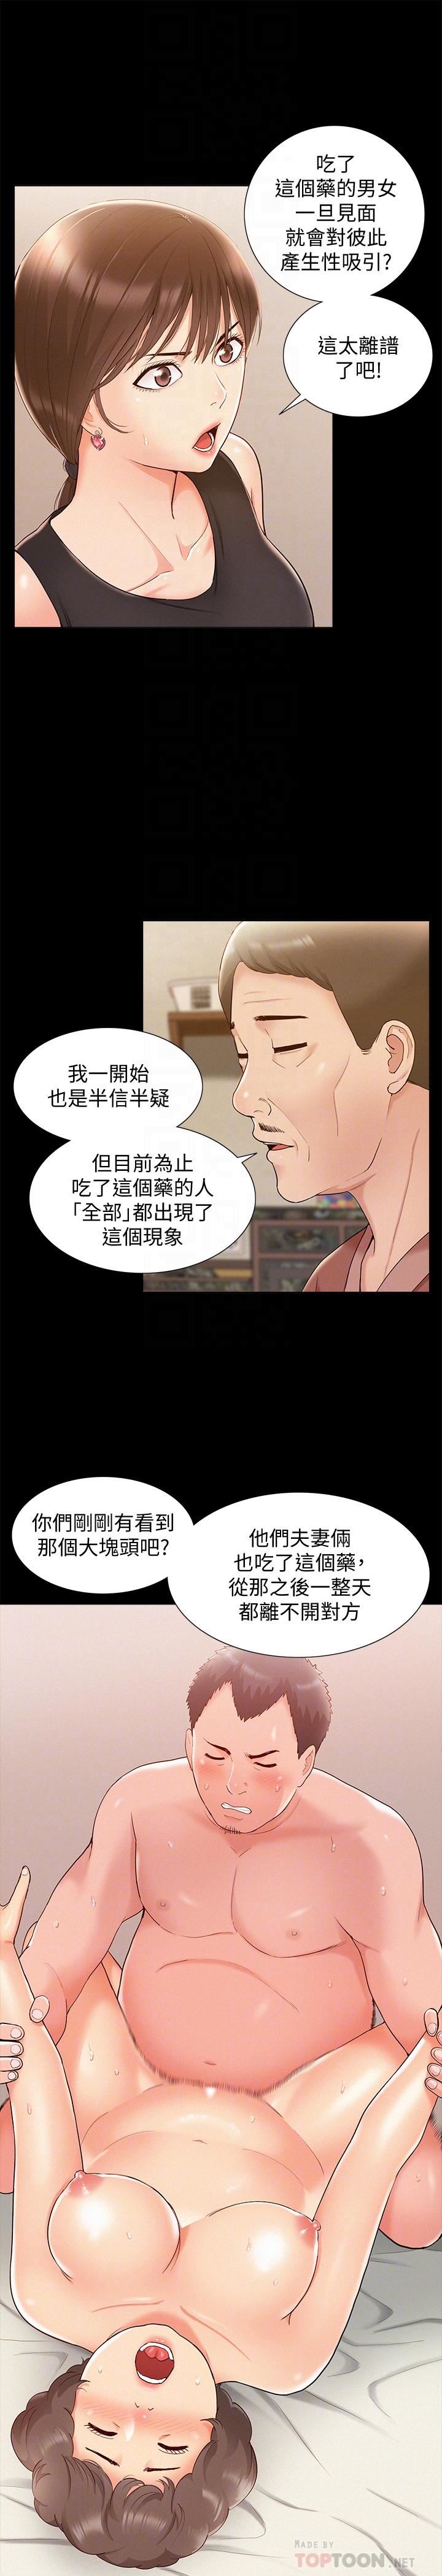 吃了
這個藥的男女
一旦見面
就會對彼此
產生性吸引?
這太離譜
了吧!
我一開始
也是半信半疑
但目前為止
吃了這個藥的人
「全部」都出現了
這個現象
你們剛剛有看到
那個大塊頭吧?
他們夫妻倆
也吃了這個藥,
從那之後一整天
都離不開對方
MADE BY
TOPTOON.NET